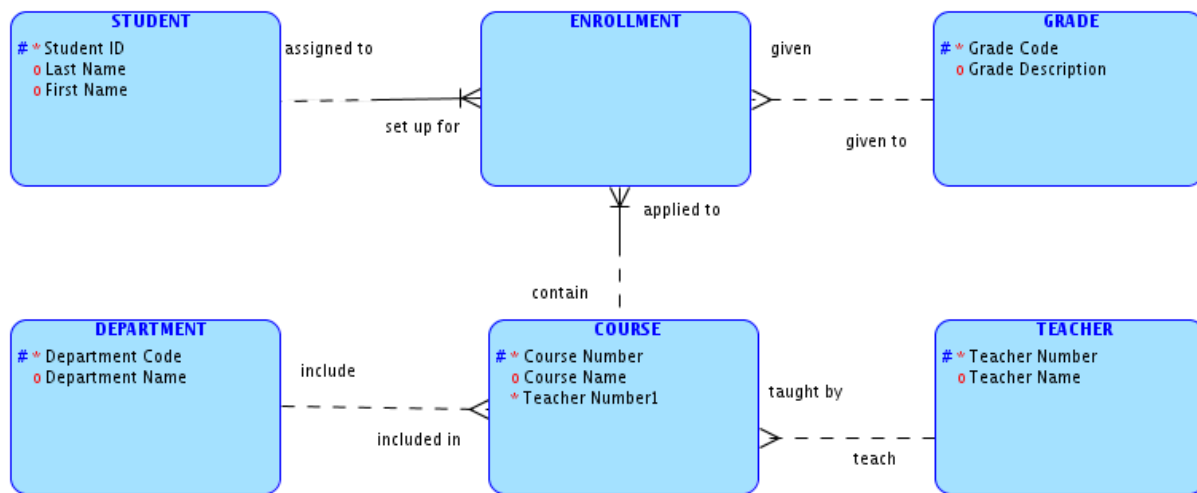 STUDENT
# * Student ID
o Last Name
o First Name
assigned to
set up for
ENROLLMENT
given
given to
GRADE
# * Grade Code
o Grade Description
applied to
contain
DEPARTMENT
# * Department Code
o Department Name
include
included in
COURSE
# * Course Number
o Course Name
* Teacher Number1
taught by
teach
TEACHER
# * Teacher Number
o Teacher Name